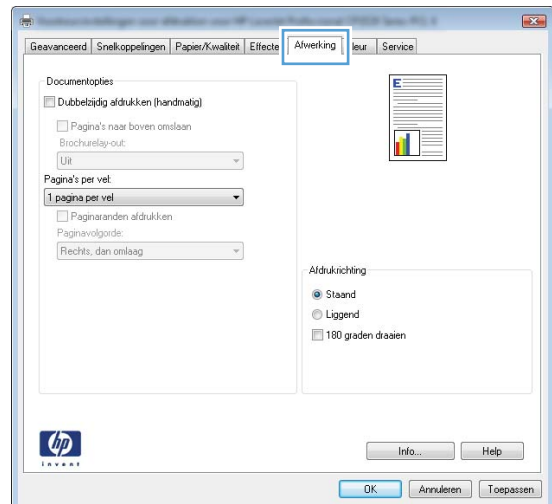 Geavanceerd Snelkoppelingen Papier/Kwaliteit Effecte Afwerking leur Service
Documentopties
Dubbelzijdig afdrukken (handmatig)
Pagina's naar boven omslaan
Brochurelay-out:
Uit
Pagina's per vel:
1 pagina per vel
Paginaranden afdrukken
Paginavolgorde:
Rechts, dan omlaag
E
Afdrukrichting
Staand
Liggend
180 graden draaien
hp
invent
Info... Help
OK Annuleren Toepassen